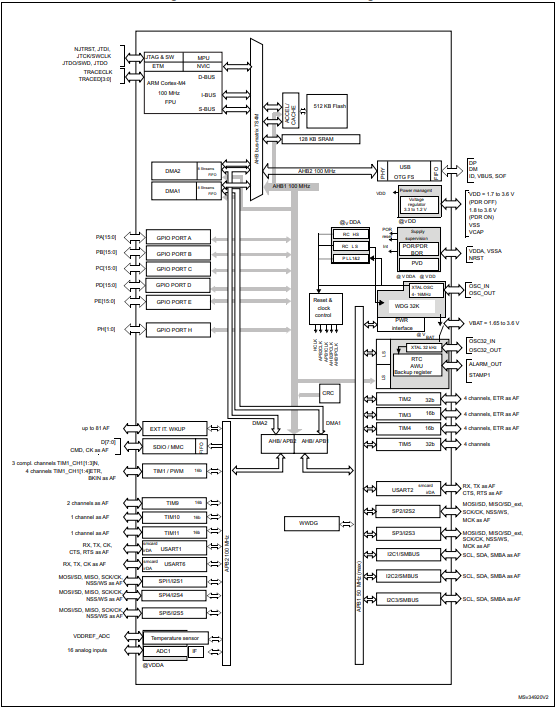 NJTRST, JTDI,
JTCK/SWCLK
JTDO/SWD, JTDO
TRACECLK
TRACED[3:0]
JTAG & SW
MPU
ETM
NVIC
ARM Cortex-M4
100 MHz
FPU
D-BUS
I-BUS
S-BUS
AHB bus-matrix 7S4M
ACCEL/
CACHE
512 KB Flash
128 KB SRAM
DMA2
8 Streams
FIFO
DMA1
8 Streams
FIFO
AHB2 100 MHz
AHB1 100 MHz
PHY
USB
OTG FS
FIFO
DP
DM
ID, VBUS, SOF
VDD
Power managmt
Voltage
regulator
3.3 to 1.2 V
VDD = 1.7 to 3.6 V
(PDR OFF)
1.8 to 3.6 V
(PDR ON)
VSS
VCAP
@VDDA
RC HS
RC LS
PLL1&2
POR
reset
Int
Supply
supervision
POR/PDR
BOR
PVD
VDDA, VSSA
NRST
@VDDA
@VDD
XTAL OSC
4- 16MHz
OSC_IN
OSC_OUT
WDG 32K
PWR
interface
VBAT = 1.65 to 3.6 V
@VBAT
LS
LS
XTAL 32 kHz
RTC
AWU
Backup register
OSC32_IN
OSC32_OUT
ALARM_OUT
STAMP1
PA[15:0]
GPIO PORT A
PB[15:0]
GPIO PORT B
PC[15:0]
GPIO PORT C
PD[15:0]
GPIO PORT D
PE[15:0]
GPIO PORT E
PH[1:0]
GPIO PORT H
Reset &
clock
control
CRC
TIM2
32b
4 channels, ETR as AF
TIM3
16b
4 channels, ETR as AF
TIM4
16b
4 channels, ETR as AF
TIM5
32b
4 channels
DMA2
DMA1
AHB/ APB2
AHB/ APB1
up to 81 AF
EXT IT. WKUP
D[7:0]
CMD, CK as AF
SDIO / MMC
FIFO
3 compl. channels TIM1_CH1[1:3]N,
4 channels TIM1_CH1[1:4]ETR,
BKIN as AF
TIM1 / PWM
16b
2 channels as AF
TIM9
16b
1 channel as AF
TIM10
16b
1 channel as AF
TIM11
16b
RX, TX, CK,
CTS, RTS as AF
smcard
irDA
USART1
RX, TX, CK as AF
smcard
irDA
USART6
MOSI/SD, MISO, SCK/CK,
NSS/WS as AF
SPI1/I2S1
MOSI/SD, MISO, SCK/CK,
NSS/WS as AF
SPI4/I2S4
MOSI/SD, MISO, SCK/CK,
NSS/WS as AF
SPI5/I2S5
VDDREF_ADC
Temperature sensor
16 analog inputs
ADC1
IF
@VDDA
APB2 100 MHz
APB1 50 MHz (max)
WWDG
USART2
smcard
irDA
RX, TX as AF
CTS, RTS as AF
SP2/I2S2
MOSI/SD, MISO/SD_ext,
SCK/CK, NSS/WS,
MCK as AF
SP3/I2S3
MOSI/SD, MISO/SD_ext,
SCK/CK, NSS/WS,
MCK as AF
I2C1/SMBUS
SCL, SDA, SMBA as AF
I2C2/SMBUS
SCL, SDA, SMBA as AF
I2C3/SMBUS
SCL, SDA, SMBA as AF
MSv34920V2